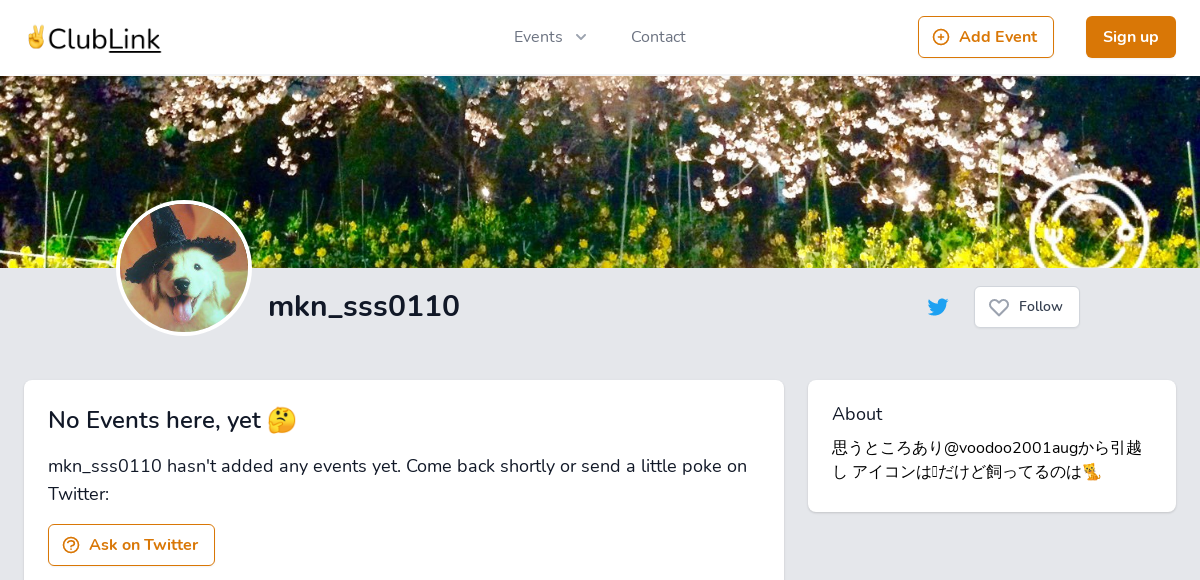 ✌️ClubLink
Events
Contact
Add Event
Sign up
mkn_sss0110
Follow
No Events here, yet 🤔
mkn_sss0110 hasn't added any events yet. Come back shortly or send a little poke on
Twitter:
Ask on Twitter
About
思うところあり@voodoo2001augから引越
し アイコンは▯だけど飼ってるのは🐈